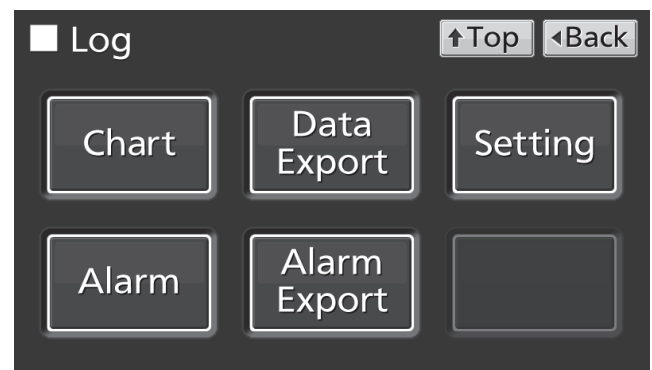 Log
↑Top
◂Back
Chart
Data
Export
Setting
Alarm
Alarm
Export